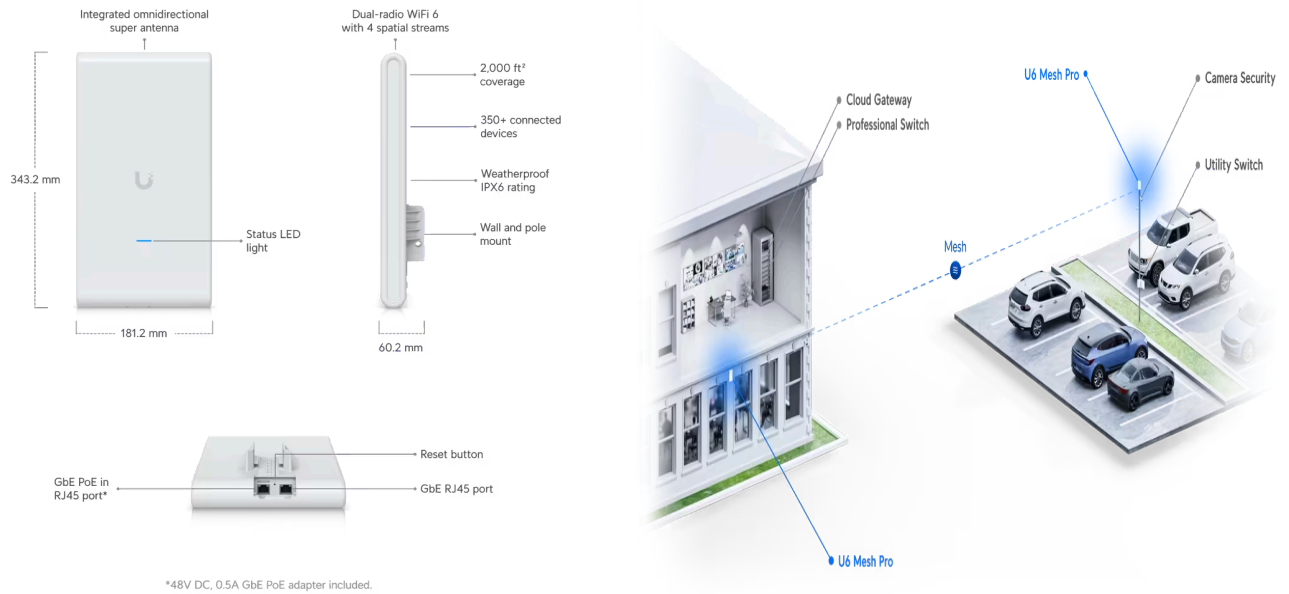 Integrated omnidirectional
super antenna
Dual-radio WiFi 6
with 4 spatial streams
343.2 mm
Status LED
light
181.2 mm
2,000 ft²
coverage
350+ connected
devices
Weatherproof
IPX6 rating
Wall and pole
mount
60.2 mm
GbE PoE in
RJ45 port*
Reset button
GbE RJ45 port
*48V DC, 0.5A GbE PoE adapter included.
Cloud Gateway
Professional Switch
U6 Mesh Pro
Camera Security
Utility Switch
Mesh
U6 Mesh Pro